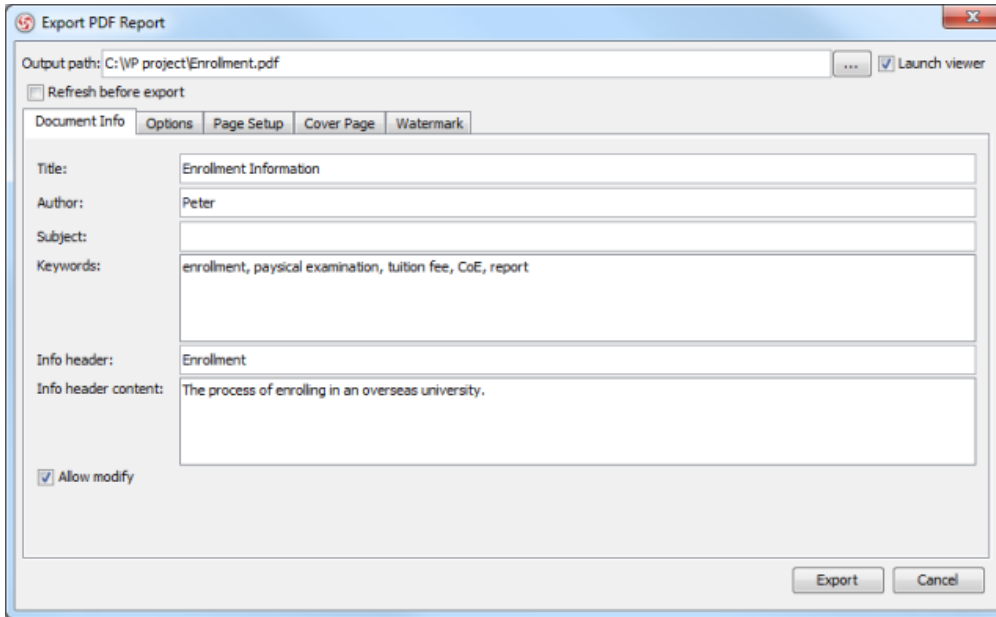 Export PDF Report
Output path: C:\VP project\Enrollment.pdf ... Launch viewer
Refresh before export
Document Info Options Page Setup Cover Page Watermark
Title: Enrollment Information
Author: Peter
Subject:
Keywords: enrollment, paysical examination, tuition fee, CoE, report
Info header: Enrollment
Info header content: The process of enrolling in an overseas university.
Allow modify
Export Cancel